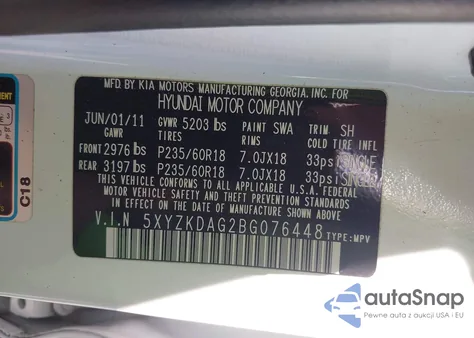 MFD. BY KIA MOTORS MANUFACTURING GEORGIA, INC. FOR
HYUNDAI MOTOR COMPANY
JUN/01/11 GVWR 5203 lbs PAINT SWA TRIM SH
GAWR TIRES RIMS COLD TIRE INFL
FRONT 2976 lbs P235/60R18 7.0JX18 33psi SINGLE
REAR 3197 lbs P235/60R18 7.0JX18 33psi SINGLE
THIS VEHICLE CONFORMS TO ALL APPLICABLE U.S.A. FEDERAL
MOTOR VEHICLE SAFETY AND THEFT PREVENTION STANDARDS
IN EFFECT ON THE DATE OF MANUFACTURE SHOWN ABOVE.
V.I.N 5XYZKDAG2BG076448 TYPE:MPV
C18
autoSnap
Pewne auta z aukcji USA i EU